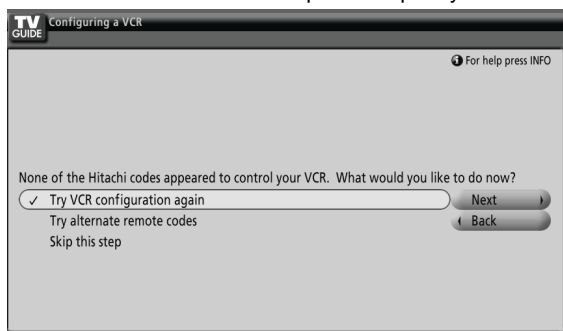 TV
GUIDE
Configuring a VCR
For help press INFO
None of the Hitachi codes appeared to control your VCR. What would you like to do now?
✓ Try VCR configuration again
Next
Try alternate remote codes
Back
Skip this step